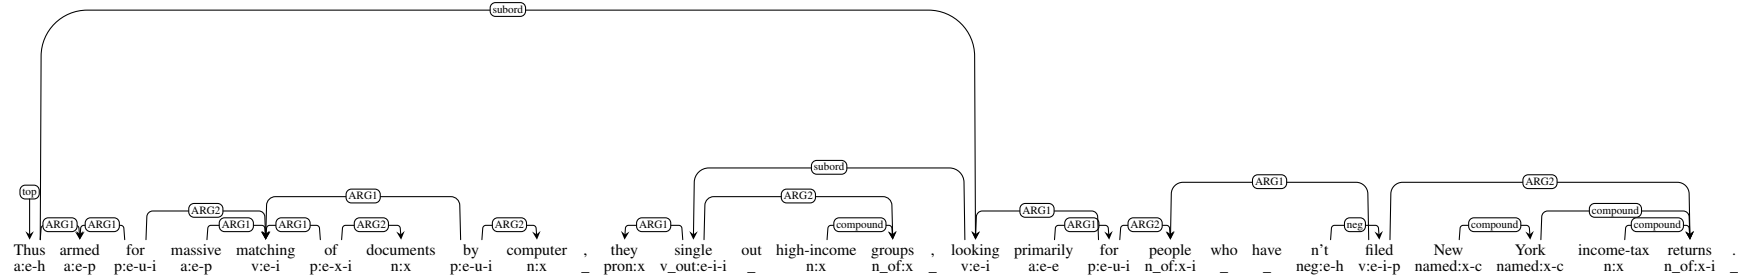 subord
subord
ARG1 ARG2 ARG1 ARG2
top ARG2 ARG1 compound
ARG1 ARG1 ARG1 ARG1 ARG2 ARG2 ARG1 compound ARG1 ARG2 neg compound compound
Thus armed for massive matching of documents by computer , they single out high-income groups , looking primarily for people who have n't filed New York income-tax returns .
a:e-h a:e-p p:e-u-i a:e-p v:e-i p:e-x-i n:x p:e-u-i n:x _ pron:x v_out:e-i-i _ n:x n_of:x _ v:e-i a:e-e p:e-u-i n_of:x-i _ _ neg:e-h v:e-i-p named:x-c named:x-c n:x n_of:x-i _